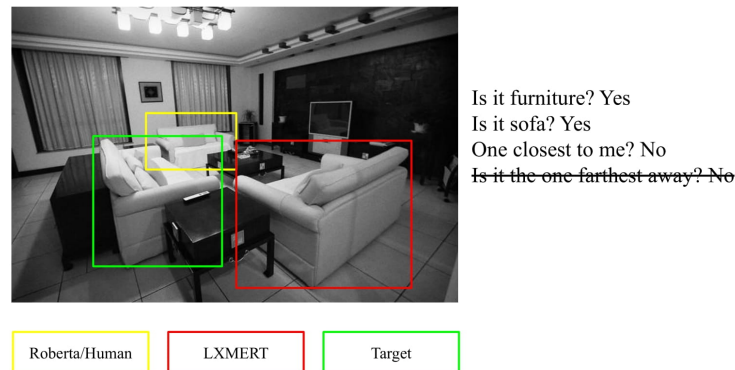 Is it furniture? Yes
Is it sofa? Yes
One closest to me? No
Is it the one farthest away? No
Roberta/Human
LXMERT
Target